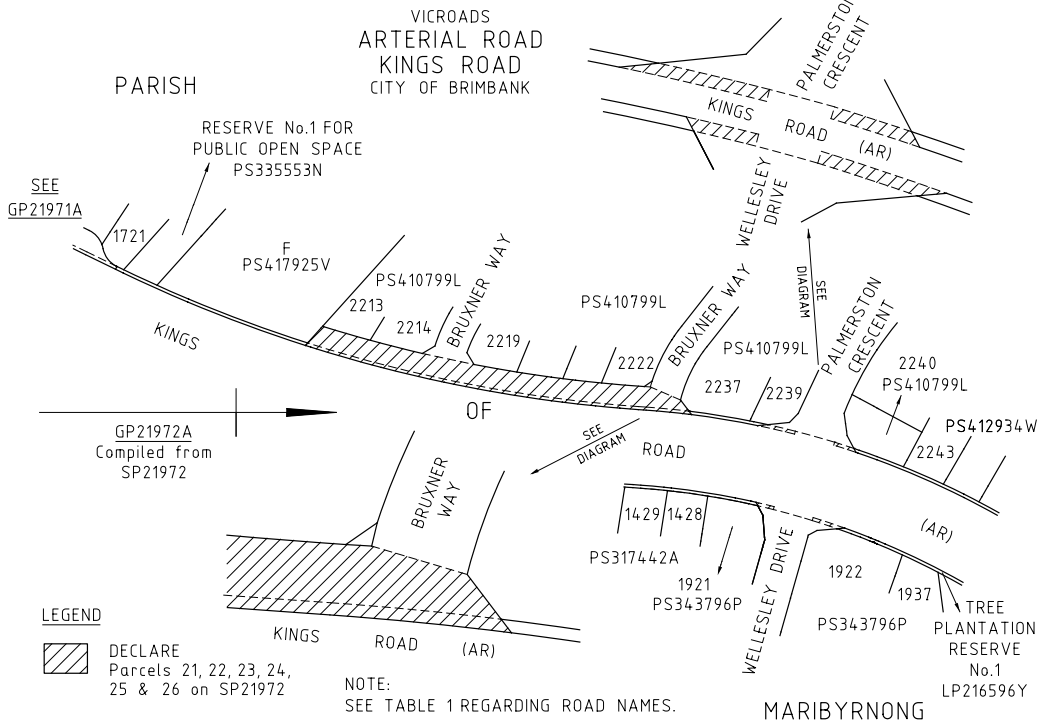 VICROADS
ARTERIAL ROAD
KINGS ROAD
CITY OF BRIMBANK
PARISH
RESERVE No.1 FOR
PUBLIC OPEN SPACE
PS335553N
SEE
GP21971A
1721
F
PS417925V
KINGS
PS410799L
2213
2214
BRUXNER WAY
2219
PS410799L
2222
BRUXNER WAY
WELLESLEY
DRIVE
PALMERSTON
CRESCENT
KINGS
ROAD
(AR)
SEE
DIAGRAM
PS410799L
2237
2239
PALMERSTON
CRESCENT
2240
PS410799L
PS412934W
2243
GP21972A
Compiled from
SP21972
OF
SEE
DIAGRAM
ROAD
(AR)
BRUXNER
WAY
1429
1428
PS317442A
1921
PS343796P
WELLESLEY DRIVE
1922
1937
PS343796P
TREE
PLANTATION
RESERVE
No.1
LP216596Y
KINGS
ROAD
(AR)
LEGEND
DECLARE
Parcels 21, 22, 23, 24,
25 & 26 on SP21972
NOTE:
SEE TABLE 1 REGARDING ROAD NAMES.
MARIBYRNONG